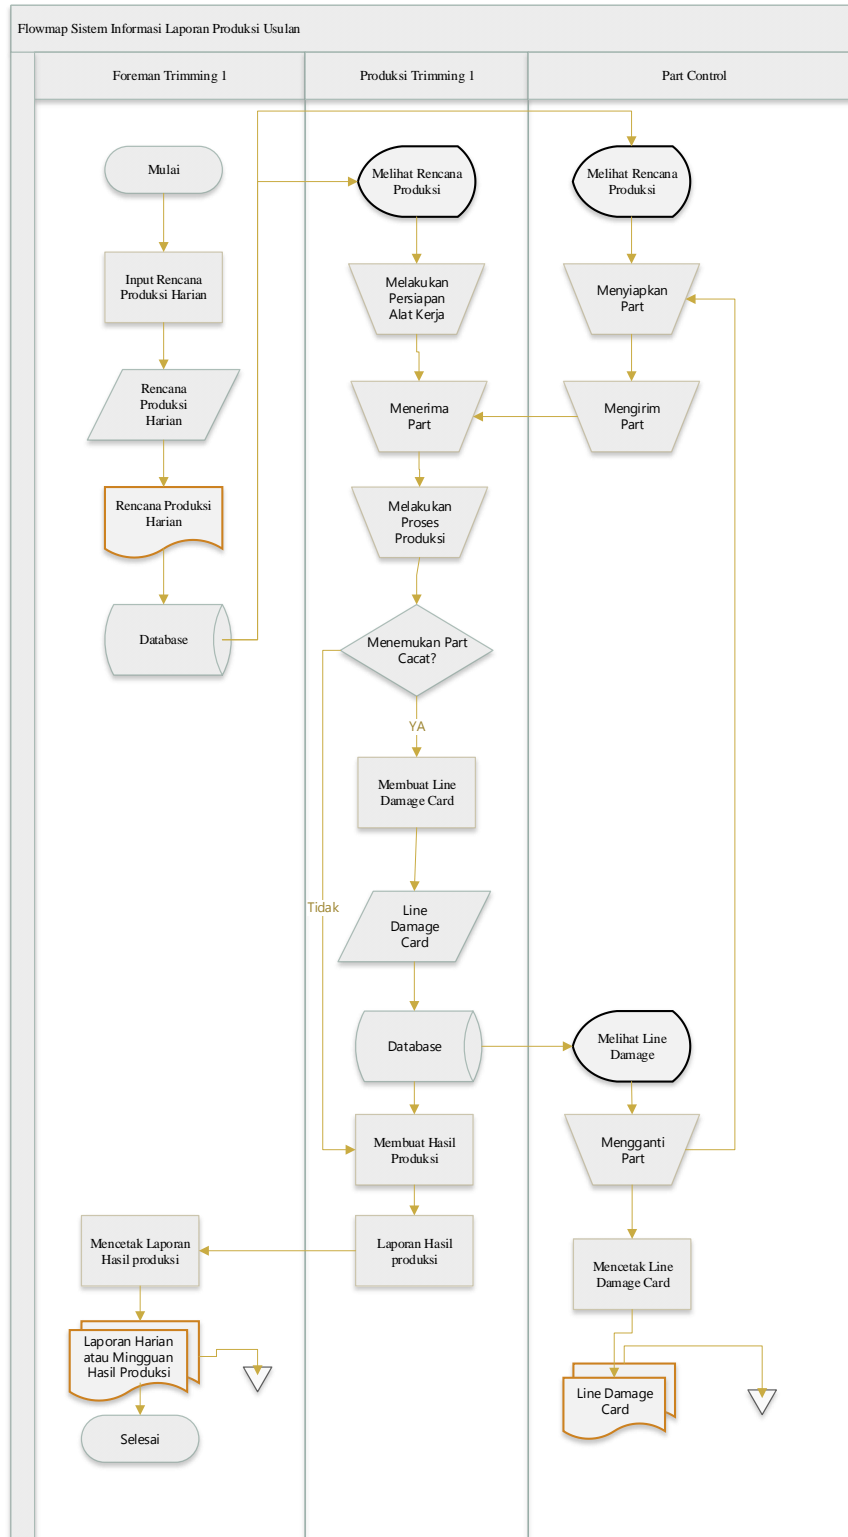 Flowmap Sistem Informasi Laporan Produksi Usulan
Foreman Trimming 1
Produksi Trimming 1
Part Control
Mulai
Melihat Rencana
Produksi
Melihat Rencana
Produksi
Input Rencana
Produksi Harian
Melakukan
Persiapan
Alat Kerja
Menyiapkan
Part
Rencana
Produksi
Harian
Menerima
Part
Mengirim
Part
Rencana Produksi
Harian
Melakukan
Proses
Produksi
Database
Menemukan Part
Cacat?
YA
Membuat Line
Damage Card
Tidak
Line
Damage
Card
Database
Melihat Line
Damage
Membuat Hasil
Produksi
Mengganti
Part
Mencetak Laporan
Hasil produksi
Laporan Hasil
produksi
Mencetak Line
Damage Card
Laporan Harian
atau Mingguan
Hasil Produksi
Line Damage
Card
Selesai